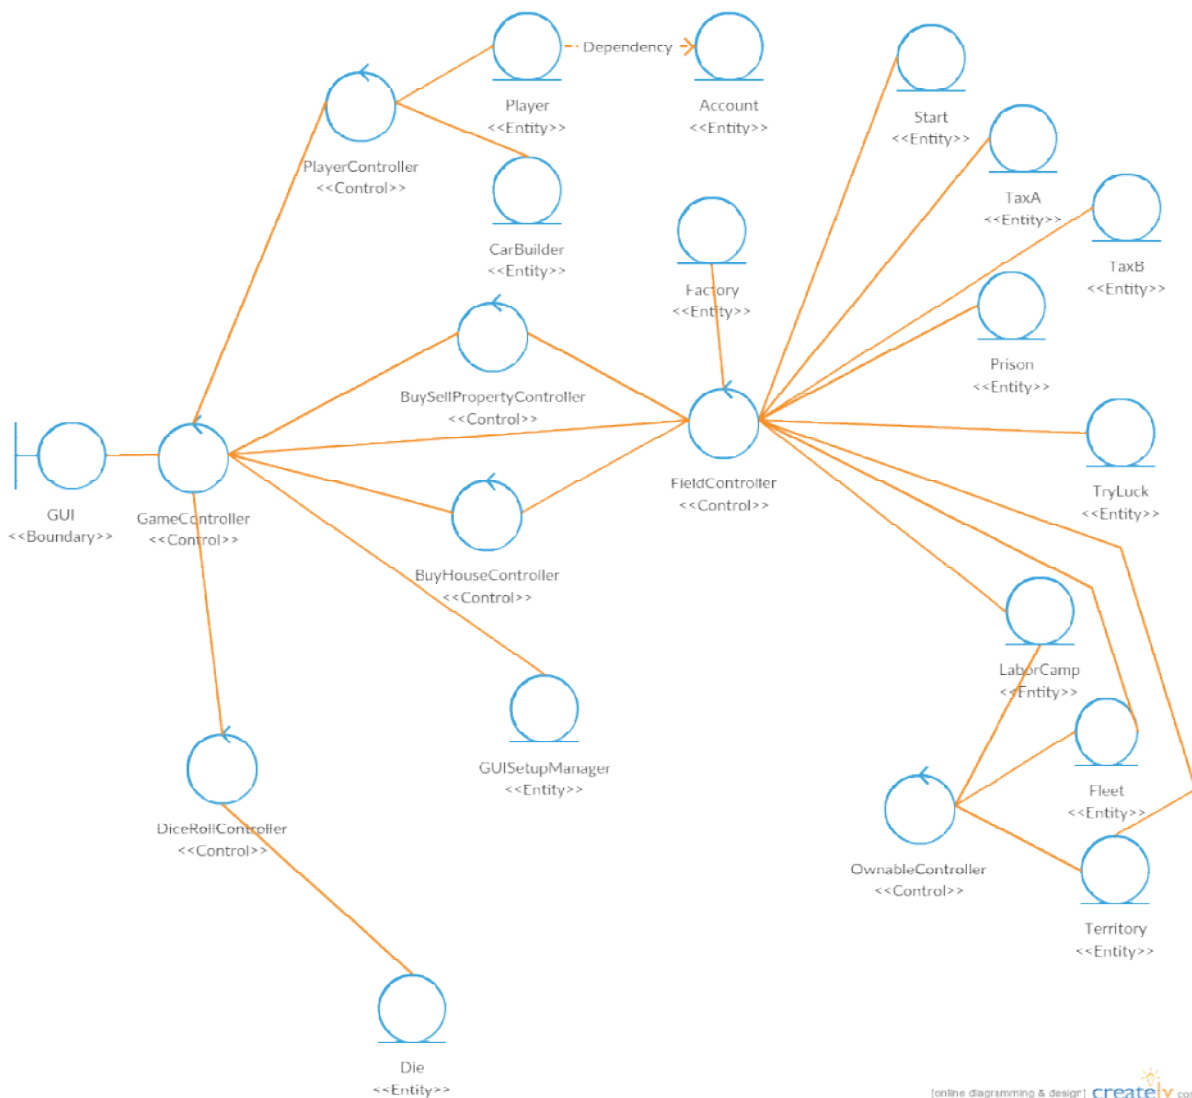 Dependency
Player
<<Entity>>
Account
<<Entity>>
Start
<<Entity>>
PlayerController
<<Control>>
TaxA
<<Entity>>
CarBuilder
<<Entity>>
TaxB
<<Entity>>
Factory
<<Entity>>
Prison
<<Entity>>
BuySellPropertyController
<<Control>>
FieldController
<<Control>>
TryLuck
<<Entity>>
GUI
<<Boundary>>
GameController
<<Control>>
BuyHouseController
<<Control>>
LaborCamp
<<Entity>>
GUISetupManager
<<Entity>>
Fleet
<<Entity>>
DiceRollController
<<Control>>
OwnableController
<<Control>>
Territory
<<Entity>>
Die
<<Entity>>
[online diagramming & design] creately.com